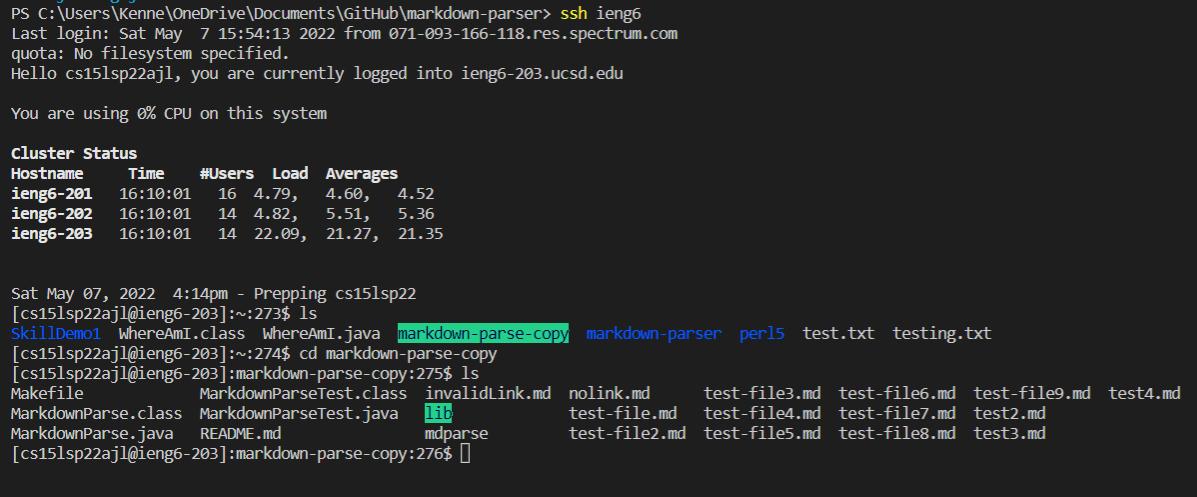 PS C:\Users\Kenne\OneDrive\Documents\GitHub\markdown-parser> ssh ieng6
Last login: Sat May  7 15:54:13 2022 from 071-093-166-118.res.spectrum.com
quota: No filesystem specified.
Hello cs15lsp22ajl, you are currently logged into ieng6-203.ucsd.edu
You are using 0% CPU on this system
Cluster Status
Hostname     Time    #Users  Load  Averages
ieng6-201   16:10:01   16  4.79,   4.60,   4.52
ieng6-202   16:10:01   14  4.82,   5.51,   5.36
ieng6-203   16:10:01   14  22.09,  21.27,  21.35
Sat May 07, 2022  4:14pm - Prepping cs15lsp22
[cs15lsp22ajl@ieng6-203]:~:273$ ls
SkillDemo1  WhereAmI.class  WhereAmI.java  markdown-parse-copy  markdown-parser  perl5  test.txt  testing.txt
[cs15lsp22ajl@ieng6-203]:~:274$ cd markdown-parse-copy
[cs15lsp22ajl@ieng6-203]:markdown-parse-copy:275$ ls
Makefile             MarkdownParseTest.class  invalidLink.md  nolink.md      test-file3.md  test-file6.md  test-file9.md  test4.md
MarkdownParse.class  MarkdownParseTest.java   lib             test-file.md   test-file4.md  test-file7.md  test2.md
MarkdownParse.java   README.md                mdparse         test-file2.md  test-file5.md  test-file8.md  test3.md
[cs15lsp22ajl@ieng6-203]:markdown-parse-copy:276$